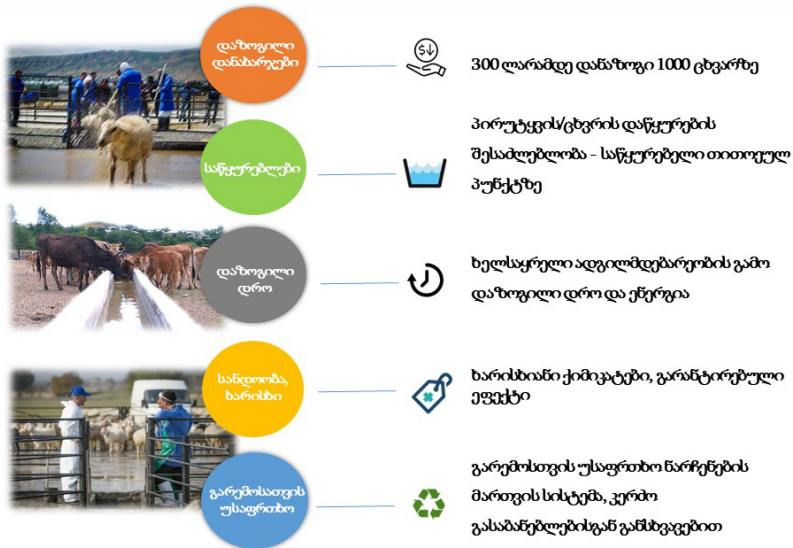 დაზოგილი
დანახარჯები
300 ლარამდე დანაზოგი 1000 ცხვარზე
საწყურებლები
პირუტყვის/ცხვრის დაწყურების
შესაძლებლობა - საწყურებელი თითოეულ
პუნქტზე
დაზოგილი
დრო
ხელსაყრელი ადგილმდებარეობის გამო
დაზოგილი დრო და ენერგია
სანდოობა,
ხარისხი
ხარისხიანი ქიმიკატები, გარანტირებული
ეფექტი
გარემოსათვის
უსაფრთხო
გარემოსთვის უსაფრთხო ნარჩენების
მართვის სისტემა, კერძო
გასაბანებლებისგან განსხვავებით